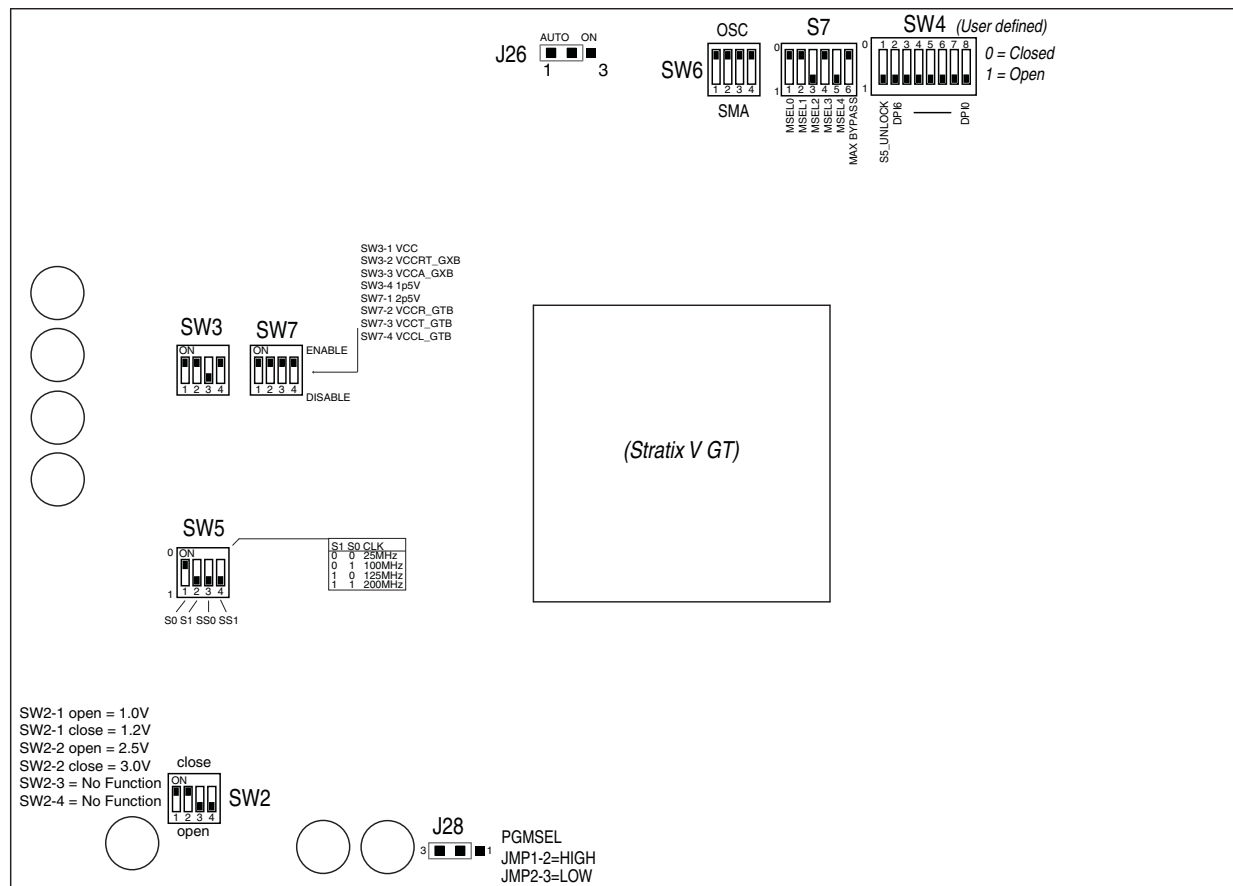 J26
AUTO ON
1 3
OSC
SW6
1 2 3 4
SMA
S7
0
1
1 2 3 4 5 6
MSEL0
MSEL1
MSEL2
MSEL3
MSEL4
MAX BYPASS
SW4 (User defined)
0
1 2 3 4 5 6 7 8
1
0 = Closed
1 = Open
S5_UNLOCK
DPI6
DPI0
SW3-1 VCC
SW3-2 VCCRT_GXB
SW3-3 VCCA_GXB
SW3-4 1p5V
SW7-1 2p5V
SW7-2 VCCR_GTB
SW7-3 VCCT_GTB
SW7-4 VCCL_GTB
SW3
ON
1 2 3 4
SW7
ON
1 2 3 4
ENABLE
DISABLE
(Stratix V GT)
SW5
0
ON
1
1 2 3 4
S0 S1 SS0 SS1
S1 S0 CLK
0 0 25MHz
0 1 100MHz
1 0 125MHz
1 1 200MHz
SW2-1 open = 1.0V
SW2-1 close = 1.2V
SW2-2 open = 2.5V
SW2-2 close = 3.0V
SW2-3 = No Function
SW2-4 = No Function
close
ON
1 2 3 4
open
SW2
J28
3 1
PGMSEL
JMP1-2=HIGH
JMP2-3=LOW